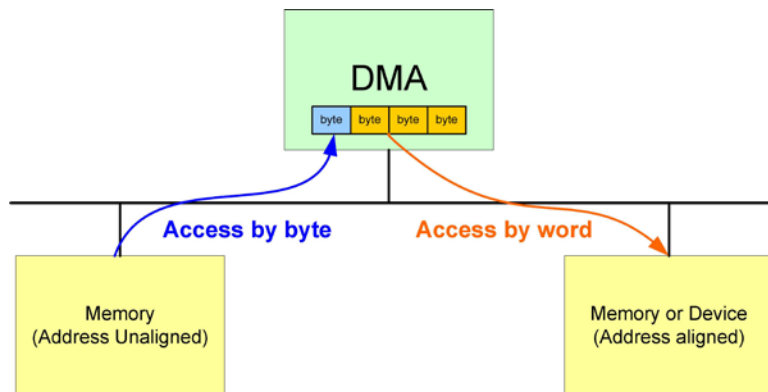 DMA
byte byte byte byte
Access by byte
Access by word
Memory
(Address Unaligned)
Memory or Device
(Address aligned)